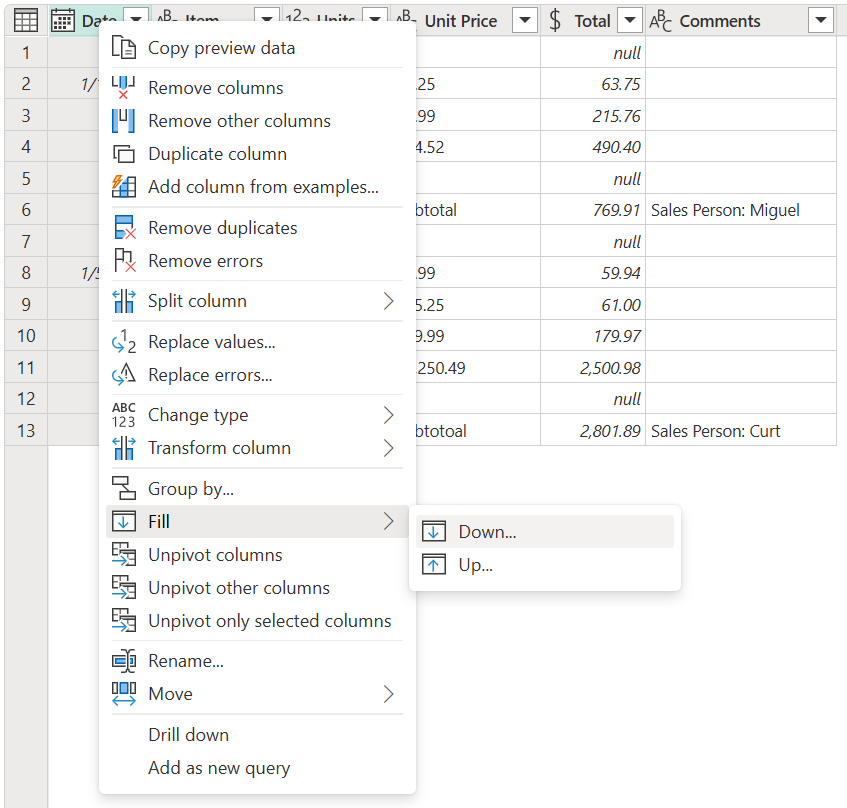 Date Item Units Unit Price $ Total ABC Comments
1 null
2 1/ .25 63.75
3 .99 215.76
4 4.52 490.40
5 null
6 btotal 769.91 Sales Person: Miguel
7 null
8 1/5 .99 59.94
9 5.25 61.00
10 9.99 179.97
11 250.49 2,500.98
12 null
13 btotoal 2,801.89 Sales Person: Curt
Copy preview data
Remove columns
Remove other columns
Duplicate column
Add column from examples...
Remove duplicates
Remove errors
Split column
Replace values...
Replace errors...
ABC
123
Change type
Transform column
Group by...
Fill
Down...
Up...
Unpivot columns
Unpivot other columns
Unpivot only selected columns
Rename...
Move
Drill down
Add as new query